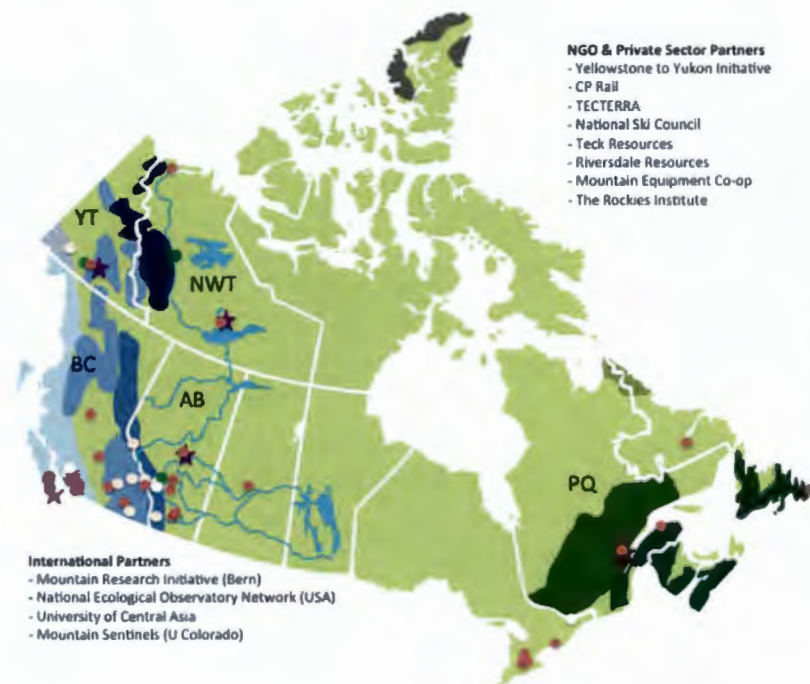 NGO & Private Sector Partners
- Yellowstone to Yukon Initiative
- CP Rail
- TECTERRA
- National Ski Council
- Teck Resources
- Riversdale Resources
- Mountain Equipment Co-op
- The Rockies Institute
YT
NWT
BC
AB
PQ
International Partners
- Mountain Research Initiative (Bern)
- National Ecological Observatory Network (USA)
- University of Central Asia
- Mountain Sentinels (U Colorado)